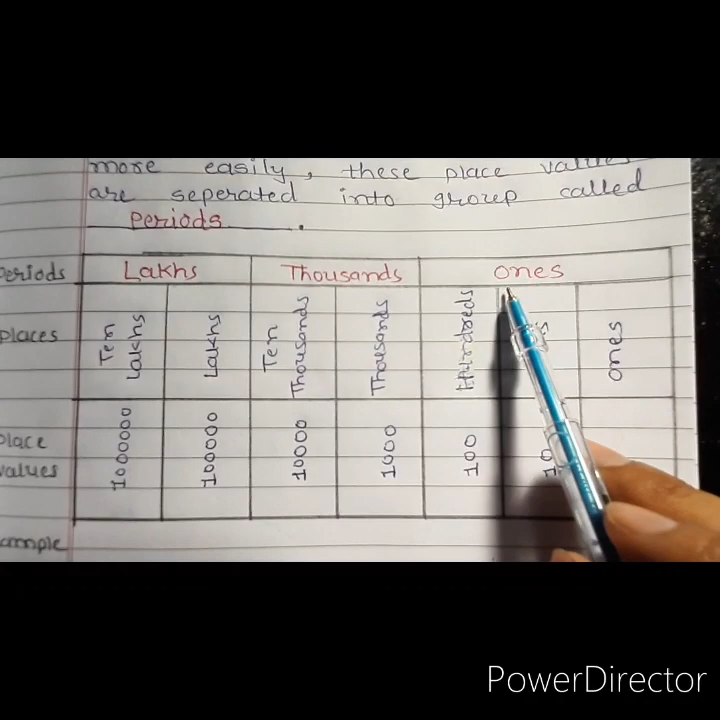 more easily, these place values
are seperated into group called
Periods.
Periods Lakhs Thousands ones
places Ten Lakhs Lakhs Ten Thousands Thousands Hundreds ones
place values 1000000 100000 10000 1000 100 10
PowerDirector